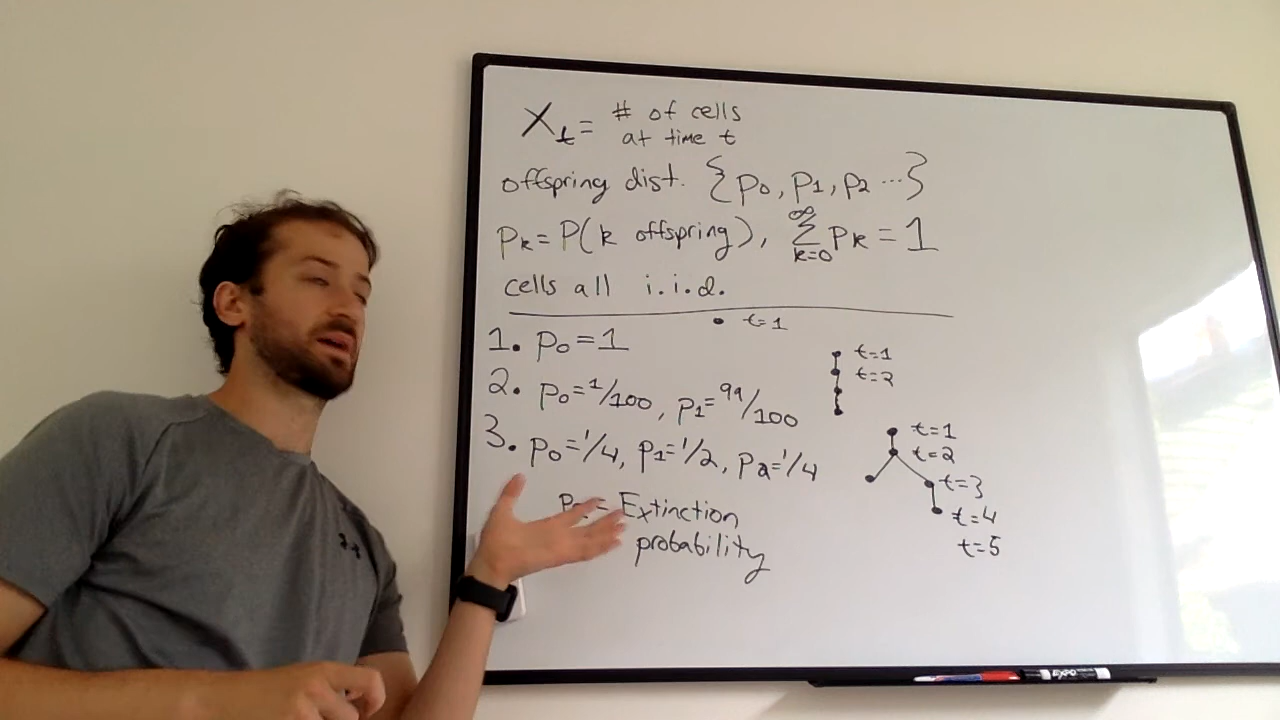 X_t = # of cells
at time t
offspring dist. {p₀, p₁, p₂ ...}
p_k = P(k offspring), ∑_{k=0}^{∞} p_k = 1
cells all i.i.d.
1. p₀ = 1
t=1
2. p₀ = 1/100, p₁ = 99/100
t=1
t=2
3. p₀ = 1/4, p₁ = 1/2, p₂ = 1/4
t=1
t=2
t=3
t=4
t=5
= Extinction
probability
EXPO